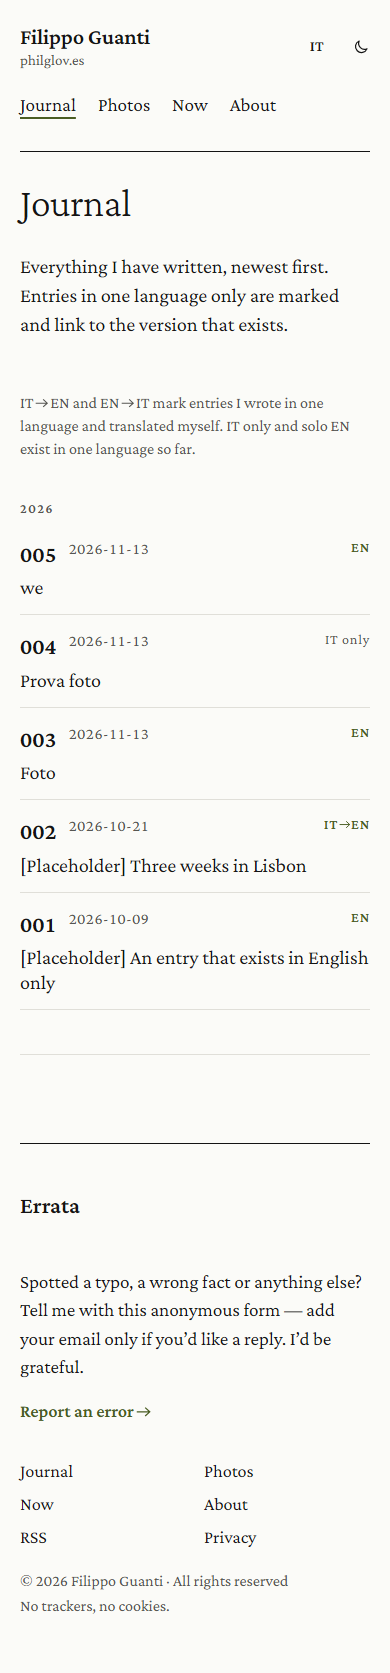 Filippo Guanti
philglov.es
IT
Journal Photos Now About
Journal
Everything I have written, newest first.
Entries in one language only are marked
and link to the version that exists.
IT→EN and EN→IT mark entries I wrote in one
language and translated myself. IT only and solo EN
exist in one language so far.
2026
005 2026-11-13 EN
we
004 2026-11-13 IT only
Prova foto
003 2026-11-13 EN
Foto
002 2026-10-21 IT→EN
[Placeholder] Three weeks in Lisbon
001 2026-10-09 EN
[Placeholder] An entry that exists in English
only
Errata
Spotted a typo, a wrong fact or anything else?
Tell me with this anonymous form — add
your email only if you’d like a reply. I’d be
grateful.
Report an error→
Journal Photos
Now About
RSS Privacy
© 2026 Filippo Guanti · All rights reserved
No trackers, no cookies.